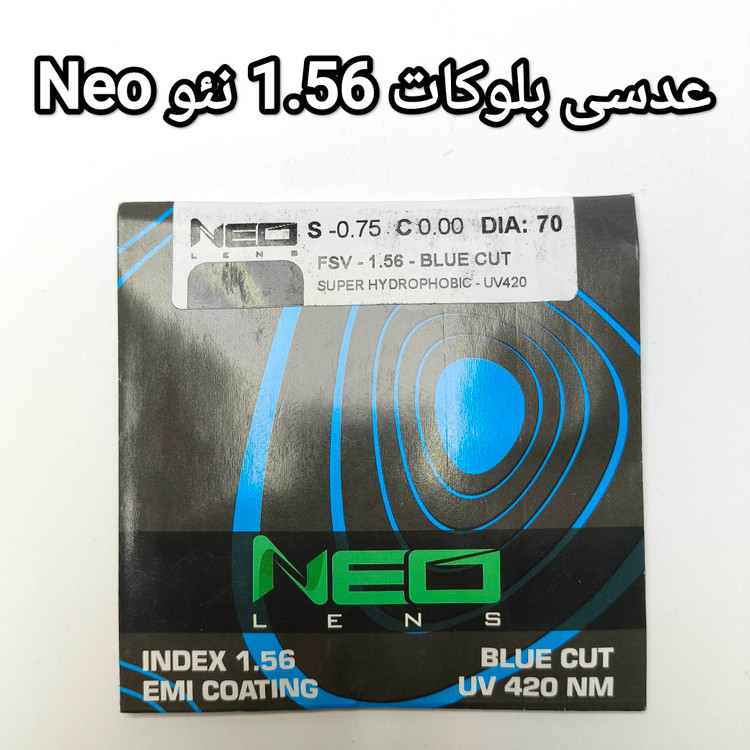 عدسی بلوکات 1.56 نئو Neo
NEO S -0.75 C 0.00 DIA: 70
LENS
FSV - 1.56 - BLUE CUT
SUPER HYDROPHOBIC - UV420
NEO
LENS
INDEX 1.56
EMI COATING
BLUE CUT
UV 420 NM